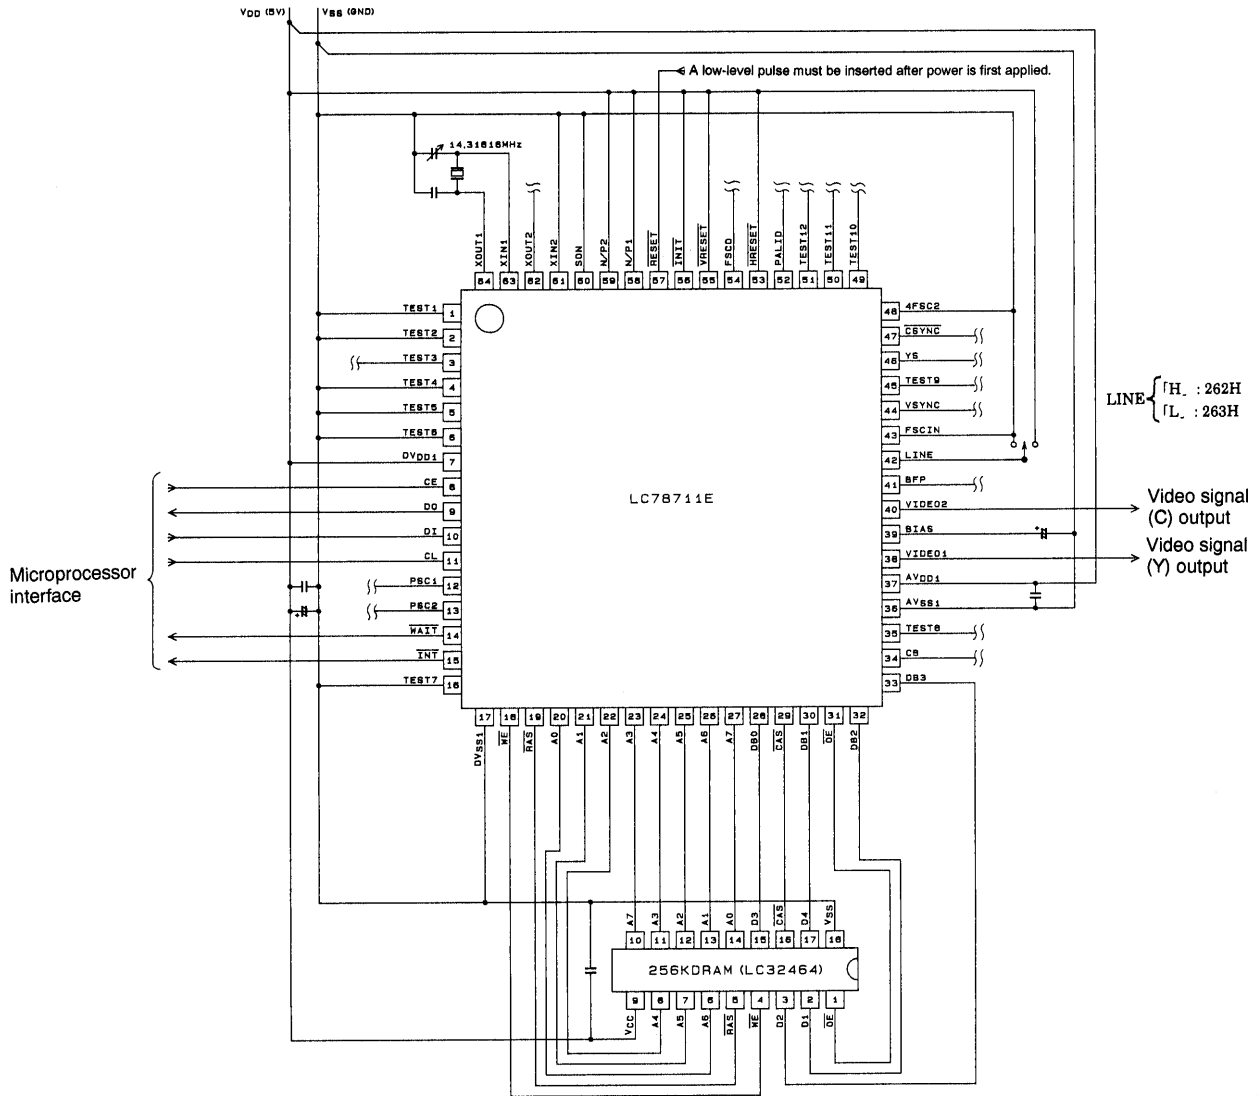 VDD (5V)
VSS (GND)
A low-level pulse must be inserted after power is first applied.
14,31818MHz
XOUT1
XIN1
XOUT2
XIN2
SON
N/P2
N/P1
RESET
INIT
VRESET
FSCO
HRESET
PALID
TEST12
TEST11
TEST10
64
63
62
61
60
59
58
57
56
55
54
53
52
51
50
49
TEST1 1
TEST2 2
TEST3 3
TEST4 4
TEST5 5
TEST6 6
DVDD1 7
CE 8
DO 9
DI 10
CL 11
PSC1 12
PSC2 13
WAIT 14
INT 15
TEST7 16
Microprocessor
interface
LC78711E
48 4FSC2
47 CSYNC
46 YS
45 TEST9
44 VSYNC
43 FSCIN
42 LINE
41 BFP
40 VIDEO2
39 BIAS
38 VIDEO1
37 AVDD1
36 AVSS1
35 TEST8
34 CB
33 DB3
LINE
「H」 : 262H
「L」 : 263H
Video signal
(C) output
Video signal
(Y) output
17
18
19
20
21
22
23
24
25
26
27
28
29
30
31
32
DVSS1
WE
RAS
A0
A1
A2
A3
A4
A5
A6
A7
DB0
CAS
DB1
OE
DB2
A7
A3
A2
A1
A0
D3
CAS
D4
VSS
10
11
12
13
14
15
16
17
18
256KDRAM (LC32464)
9
8
7
6
5
4
3
2
1
VCC
A4
A5
A6
RAS
WE
D2
D1
OE